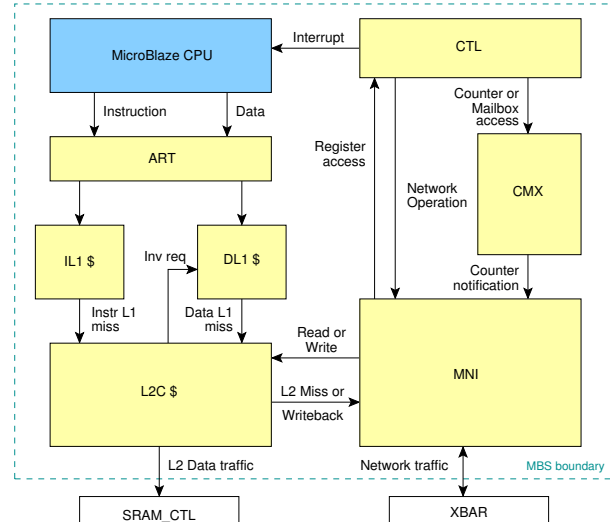 MicroBlaze CPU
Interrupt
CTL
Instruction
Data
Counter or
Mailbox
access
Register
access
ART
CMX
Network
Operation
IL1 $
Inv req
DL1 $
Counter
notification
Instr L1
miss
Data L1
miss
Read or
Write
L2C $
L2 Miss or
Writeback
MNI
L2 Data traffic
Network traffic
MBS boundary
SRAM_CTL
XBAR